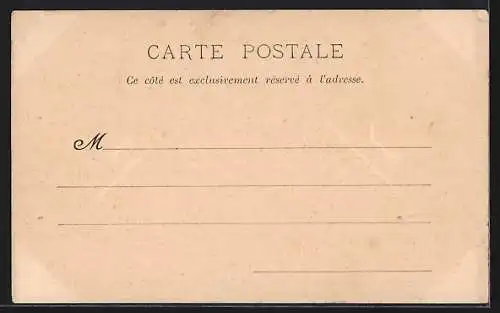 CARTE POSTALE
Ce côté est exclusivement réservé à l'adresse.
M